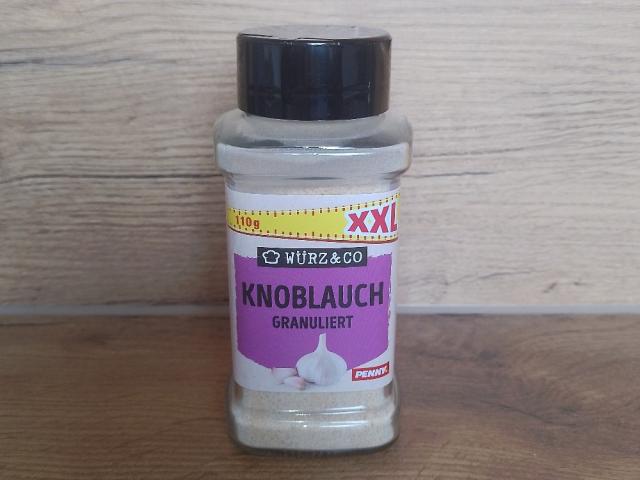 110g XXL
WÜRZ&CO
KNOBLAUCH
GRANULIERT
PENNY.